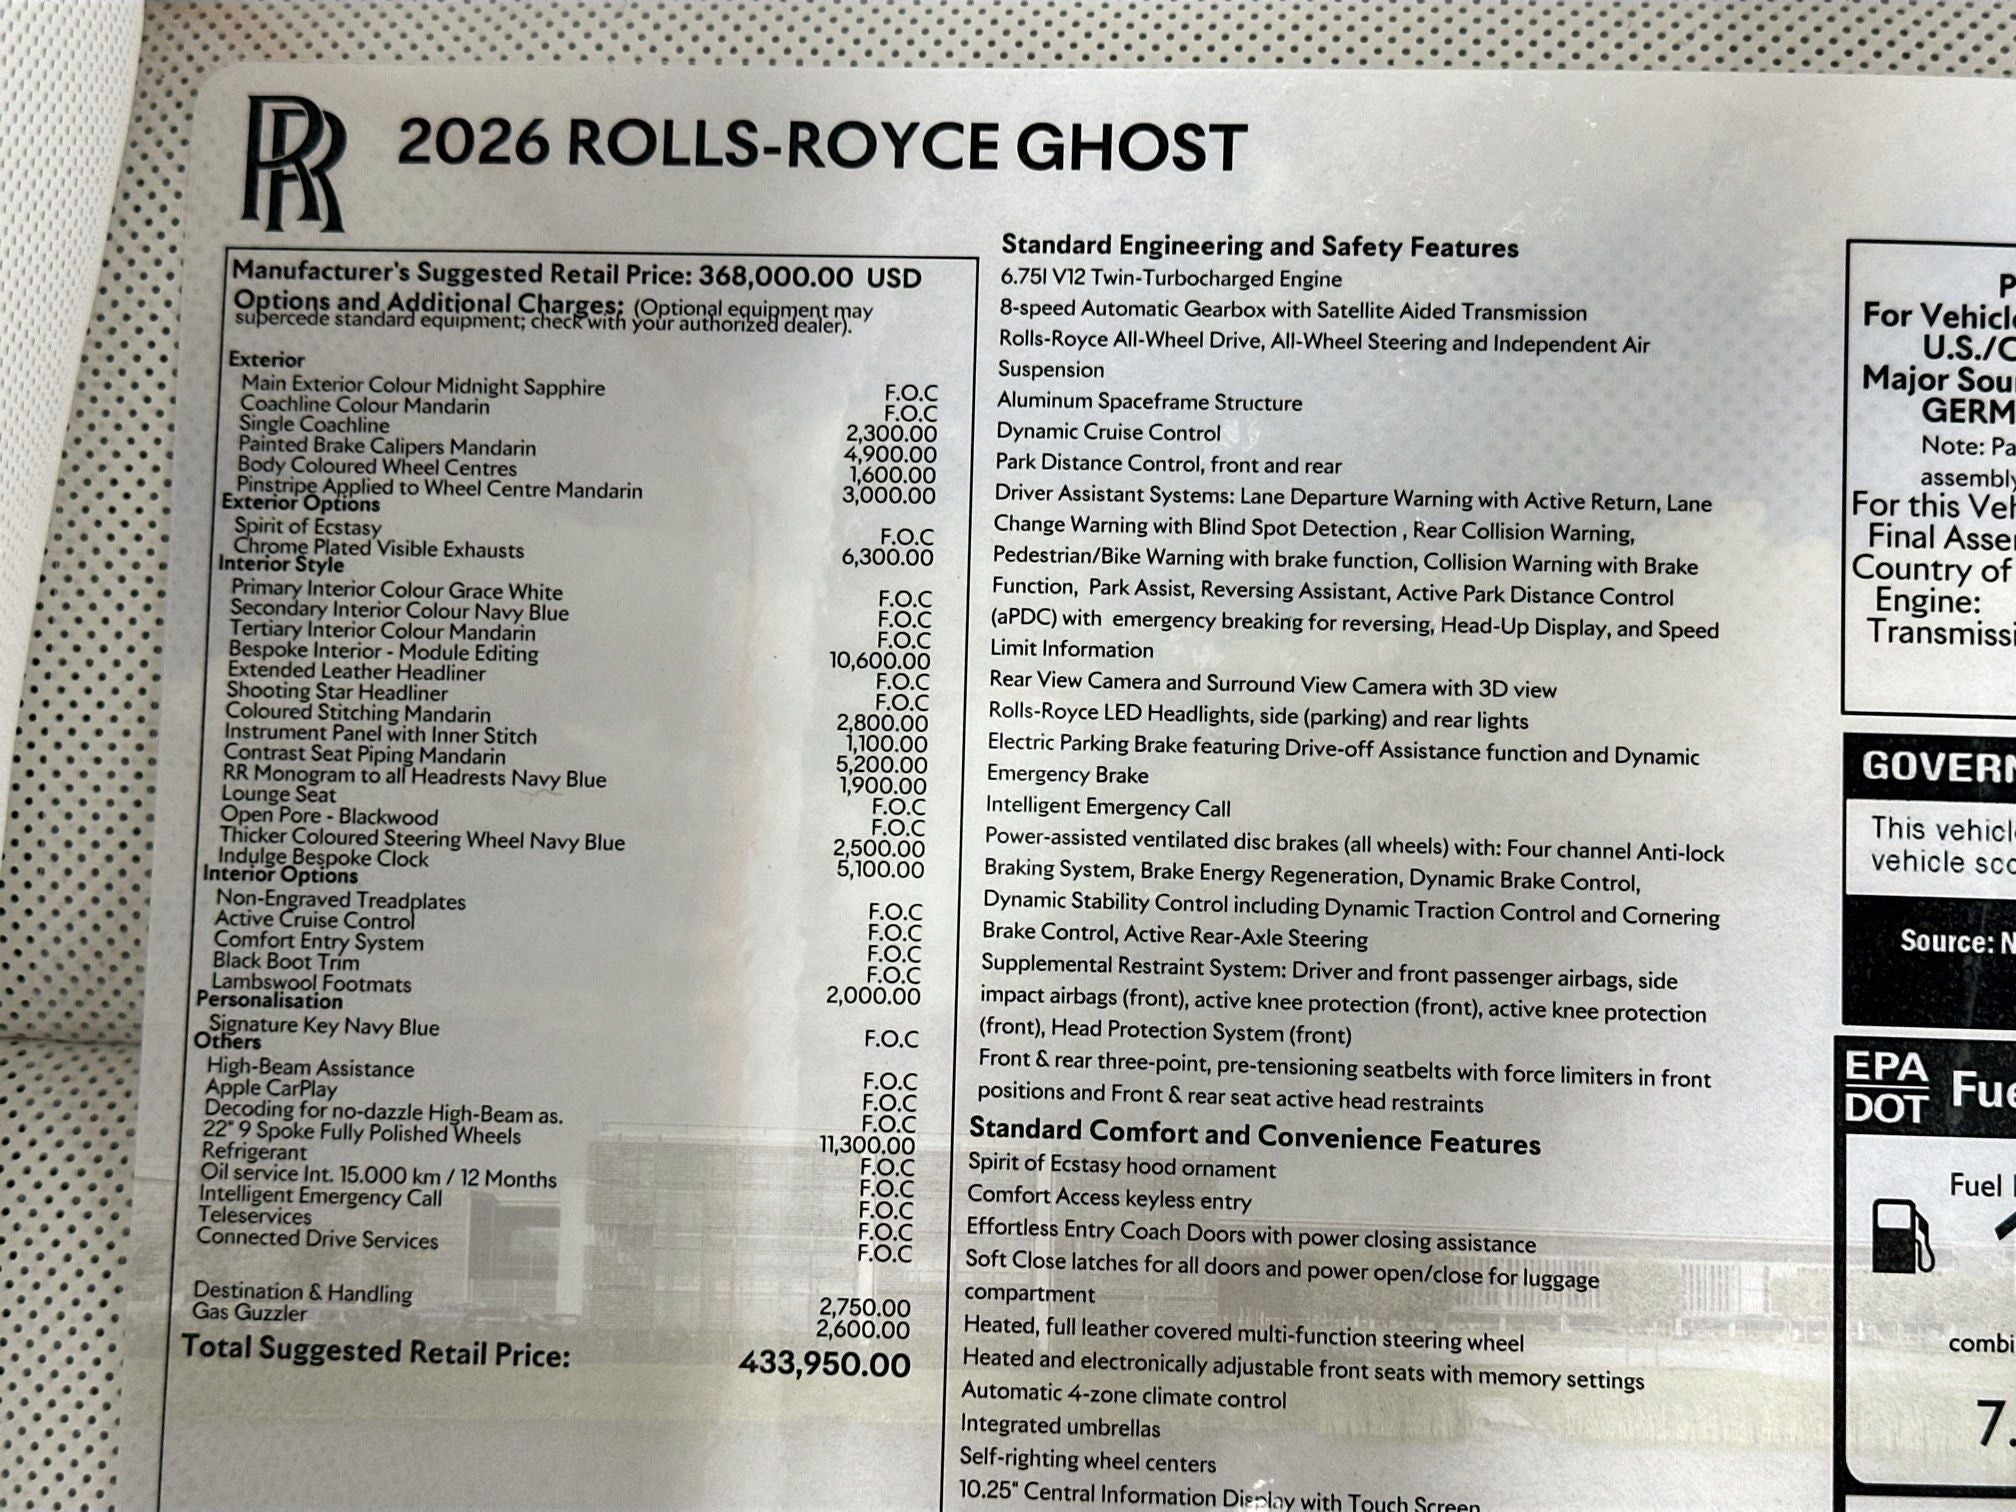 RR
2026 ROLLS-ROYCE GHOST
Manufacturer's Suggested Retail Price: 368,000.00 USD
Options and Additional Charges: (Optional equipment may
supercede standard equipment; check with your authorized dealer).
Exterior
Main Exterior Colour Midnight Sapphire F.O.C
Coachline Colour Mandarin F.O.C
Single Coachline 2,300.00
Painted Brake Calipers Mandarin 4,900.00
Body Coloured Wheel Centres 1,600.00
Pinstripe Applied to Wheel Centre Mandarin 3,000.00
Exterior Options
Spirit of Ecstasy F.O.C
Chrome Plated Visible Exhausts 6,300.00
Interior Style
Primary Interior Colour Grace White F.O.C
Secondary Interior Colour Navy Blue F.O.C
Tertiary Interior Colour Mandarin F.O.C
Bespoke Interior - Module Editing 10,600.00
Extended Leather Headliner F.O.C
Shooting Star Headliner F.O.C
Coloured Stitching Mandarin 2,800.00
Instrument Panel with Inner Stitch 1,100.00
Contrast Seat Piping Mandarin 5,200.00
RR Monogram to all Headrests Navy Blue 1,900.00
Lounge Seat F.O.C
Open Pore - Blackwood F.O.C
Thicker Coloured Steering Wheel Navy Blue 2,500.00
Indulge Bespoke Clock 5,100.00
Interior Options
Non-Engraved Treadplates F.O.C
Active Cruise Control F.O.C
Comfort Entry System F.O.C
Black Boot Trim F.O.C
Lambswool Footmats 2,000.00
Personalisation
Signature Key Navy Blue F.O.C
Others
High-Beam Assistance F.O.C
Apple CarPlay F.O.C
Decoding for no-dazzle High-Beam as. F.O.C
22" 9 Spoke Fully Polished Wheels 11,300.00
Refrigerant F.O.C
Oil service Int. 15.000 km / 12 Months F.O.C
Intelligent Emergency Call F.O.C
Teleservices F.O.C
Connected Drive Services F.O.C
Destination & Handling 2,750.00
Gas Guzzler 2,600.00
Total Suggested Retail Price: 433,950.00
Standard Engineering and Safety Features
6.75l V12 Twin-Turbocharged Engine
8-speed Automatic Gearbox with Satellite Aided Transmission
Rolls-Royce All-Wheel Drive, All-Wheel Steering and Independent Air
Suspension
Aluminum Spaceframe Structure
Dynamic Cruise Control
Park Distance Control, front and rear
Driver Assistant Systems: Lane Departure Warning with Active Return, Lane
Change Warning with Blind Spot Detection , Rear Collision Warning,
Pedestrian/Bike Warning with brake function, Collision Warning with Brake
Function, Park Assist, Reversing Assistant, Active Park Distance Control
(aPDC) with emergency breaking for reversing, Head-Up Display, and Speed
Limit Information
Rear View Camera and Surround View Camera with 3D view
Rolls-Royce LED Headlights, side (parking) and rear lights
Electric Parking Brake featuring Drive-off Assistance function and Dynamic
Emergency Brake
Intelligent Emergency Call
Power-assisted ventilated disc brakes (all wheels) with: Four channel Anti-lock
Braking System, Brake Energy Regeneration, Dynamic Brake Control,
Dynamic Stability Control including Dynamic Traction Control and Cornering
Brake Control, Active Rear-Axle Steering
Supplemental Restraint System: Driver and front passenger airbags, side
impact airbags (front), active knee protection (front), active knee protection
(front), Head Protection System (front)
Front & rear three-point, pre-tensioning seatbelts with force limiters in front
positions and Front & rear seat active head restraints
Standard Comfort and Convenience Features
Spirit of Ecstasy hood ornament
Comfort Access keyless entry
Effortless Entry Coach Doors with power closing assistance
Soft Close latches for all doors and power open/close for luggage
compartment
Heated, full leather covered multi-function steering wheel
Heated and electronically adjustable front seats with memory settings
Automatic 4-zone climate control
Integrated umbrellas
Self-righting wheel centers
10.25" Central Information Display with Touch Screen
For
U.S./
Major
Note:
assembly
For this
Final
Country of
Engine:
This
vehicle
Source:
EPA
DOT
Fuel
7.